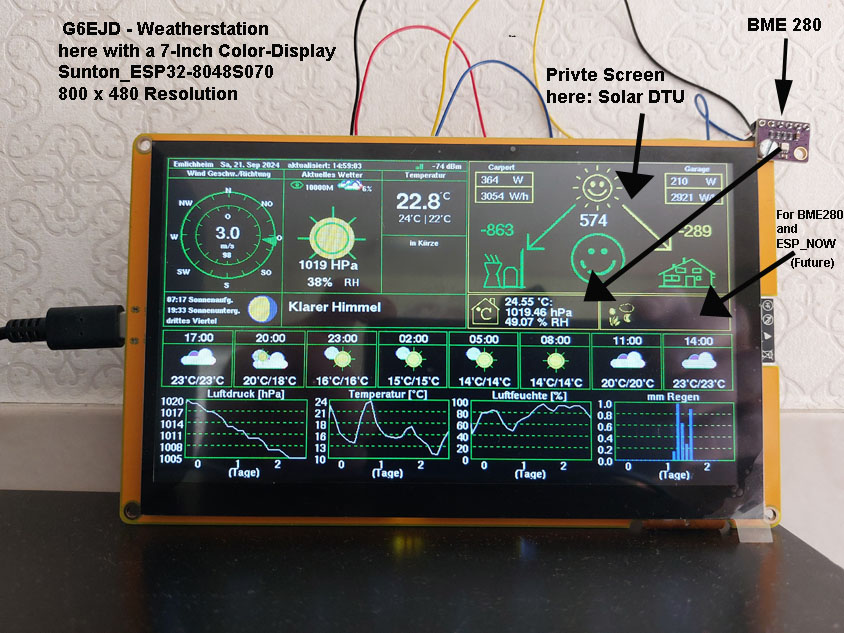 G6EJD - Weatherstation
here with a 7-Inch Color-Display
Sunton_ESP32-8048S070
800 x 480 Resolution
BME 280
Privte Screen
here: Solar DTU
For BME280
and
ESP_NOW
(Future)
Emlichheim Sa, 21. Sep 2024 aktualisiert: 14:59:03 -74 dBm
Wind Geschw./Richtung
N
NW NO
W O
SW SO
S
O
3.0
m/s
98
Aktuelles Wetter
10000M 6%
1019 HPa
38% RH
Temperatur
22.8°C
24°C | 22°C
in Kürze
Carport
364 W
3054 W/h
Garage
210 W
2921 W/h
574
-863
-289
07:17 Sonnenaufg.
19:33 Sonnenunterg.
drittes Viertel
Klarer Himmel
°C
24.55 °C:
1019.46 hPa
49.07 % RH
17:00 20:00 23:00 02:00 05:00 08:00 11:00 14:00
23°C/23°C 20°C/18°C 16°C/16°C 15°C/15°C 14°C/14°C 14°C/14°C 20°C/20°C 23°C/23°C
Luftdruck [hPa]
1020
1017
1014
1011
1008
1005
0 1 2
(Tage)
Temperatur [°C]
24
21
18
16
13
10
0 1 2
(Tage)
Luftfeuchte [%]
100
80
60
40
20
0
0 1 2
(Tage)
mm Regen
1.0
0.8
0.6
0.4
0.2
0.0
0 1 2
(Tage)